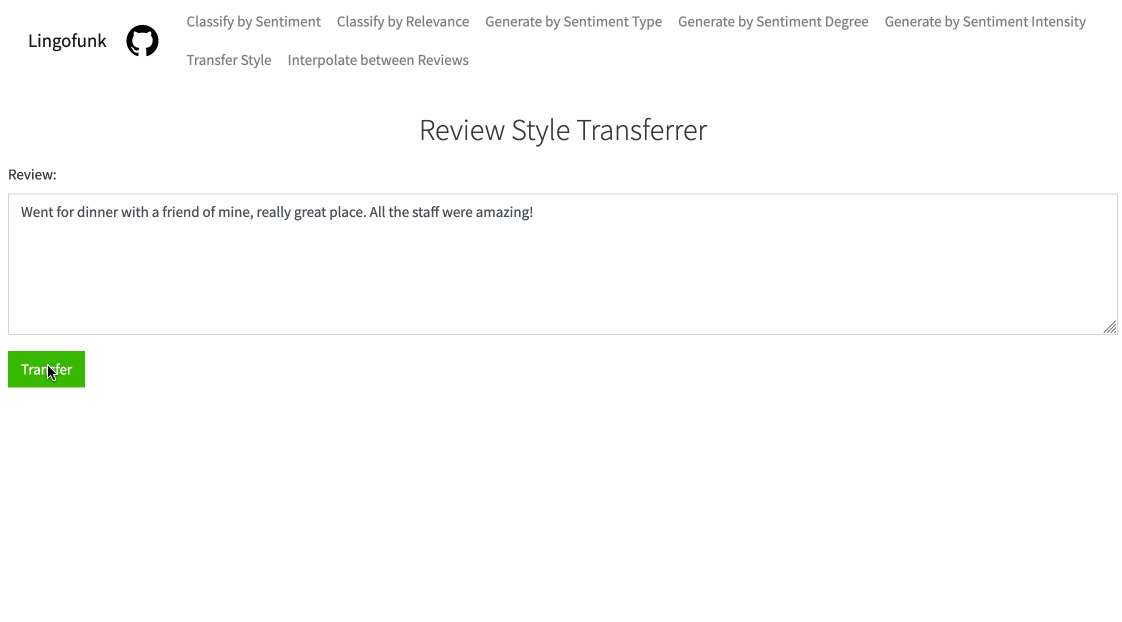 Lingofunk
Classify by Sentiment Classify by Relevance Generate by Sentiment Type Generate by Sentiment Degree Generate by Sentiment Intensity
Transfer Style Interpolate between Reviews
Review Style Transferrer
Review:
Went for dinner with a friend of mine, really great place. All the staff were amazing!
Transfer